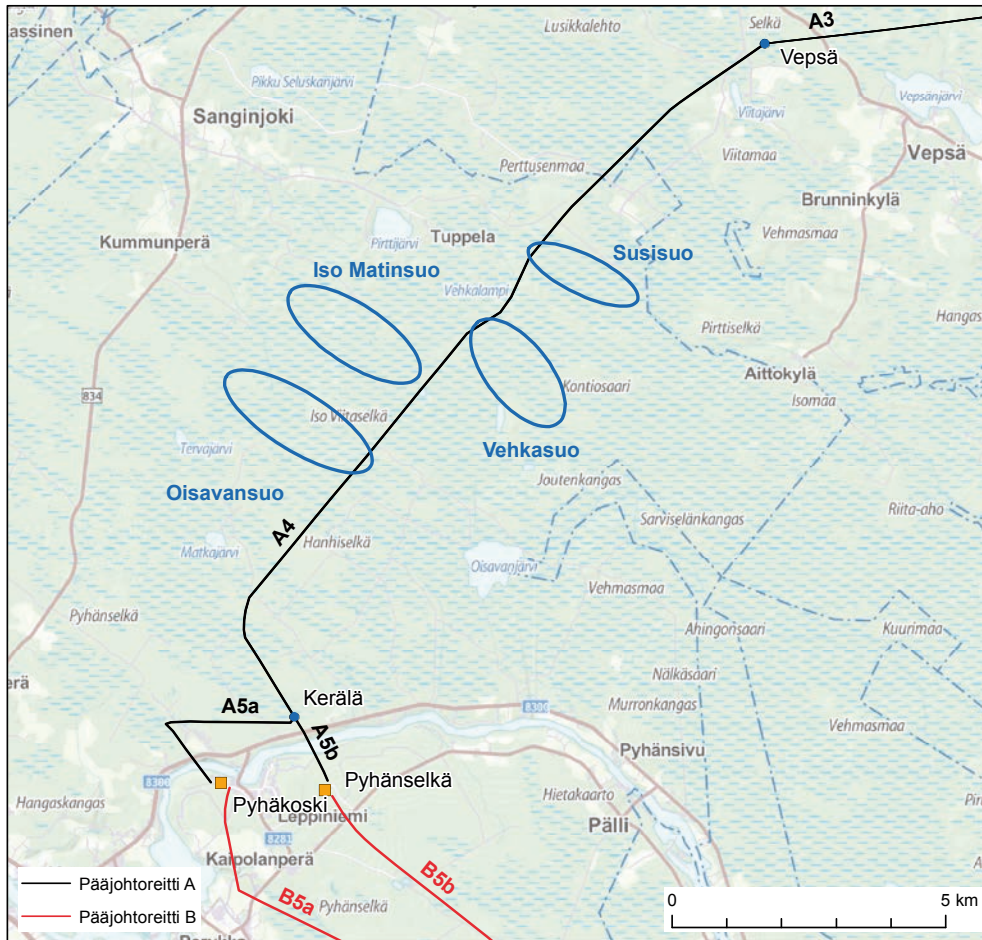 Lusikkalehto
Selkä
A3
assinen
Vepsä
Pikku Seluskanjärvi
Vepsänjärvi
Viitajärvi
Sanginjoki
Viitamaa
Vepsä
Perttusenmaa
Brunninkylä
Kummunperä
Pirttijärvi
Tuppela
Vehmasmaa
Susisuo
Iso Matinsuo
Vehkalampi
Hangas
Pirttiselkä
Aittokylä
834
Kontiosaari
Isomaa
Iso Viitaselkä
Tervajärvi
Vehkasuo
Joutenkangas
Oisavansuo
Riita-aho
Sarviselänkangas
A4
Hanhiselkä
Matkajärvi
Oisavanjärvi
Vehmasmaa
Pyhänselkä
Ahingonsaari
Kuurimaa
Nälkäsaari
erä
Kerälä
A5a
8300
Murronkangas
Vehmasmaa
A5b
Pyhänsivu
8300
Pyhänselkä
Hangaskangas
Pyhäkoski
Leppiniemi
Hietakaarto
Pälli
8281
Kaipolanperä
B5b
Pääjohtoreitti A
B5a
Pyhänselkä
0
5 km
Pääjohtoreitti B